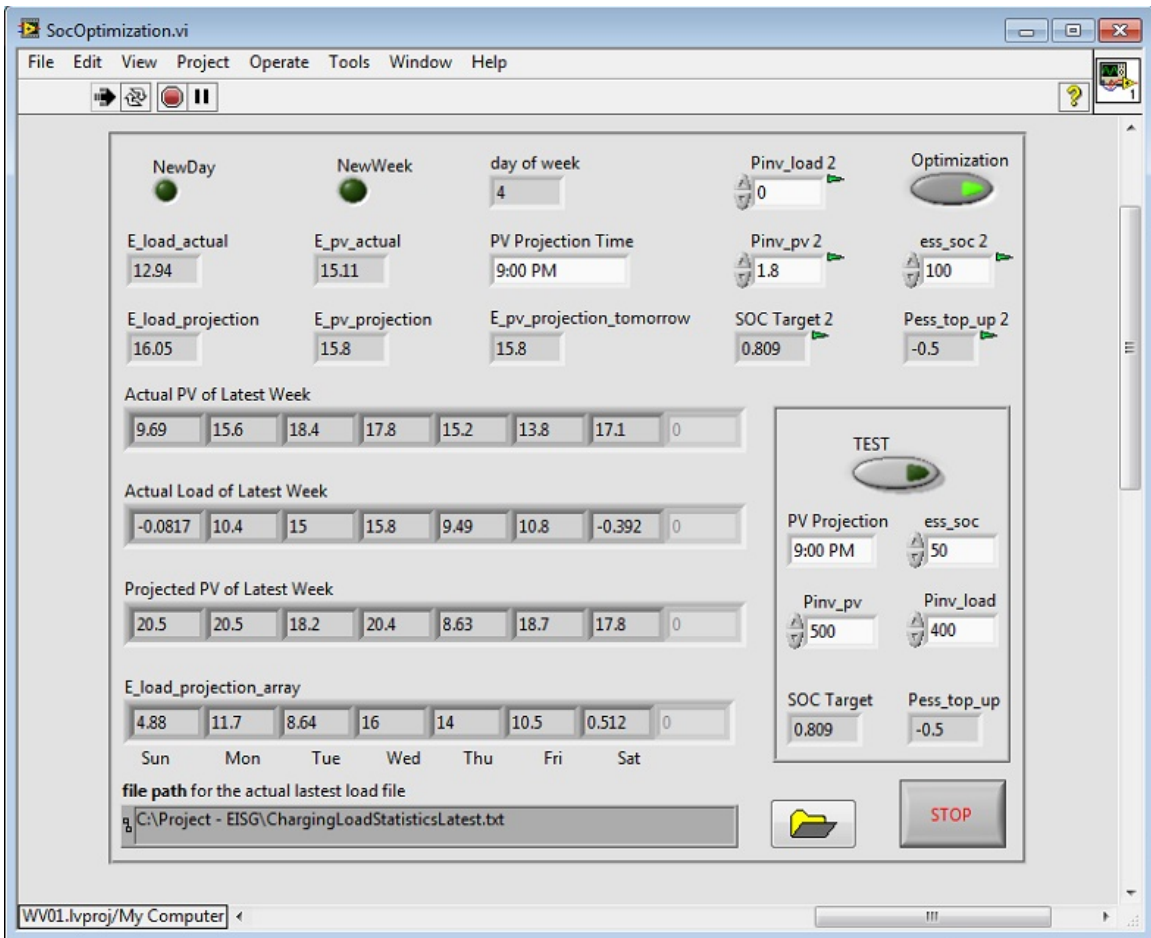 SocOptimization.vi
File Edit View Project Operate Tools Window Help
1
NewDay NewWeek day of week Pinv_load 2 Optimization
4 0
E_load_actual E_pv_actual PV Projection Time Pinv_pv 2 ess_soc 2
12.94 15.11 9:00 PM 1.8 100
E_load_projection E_pv_projection E_pv_projection_tomorrow SOC Target 2 Pess_top_up 2
16.05 15.8 15.8 0.809 -0.5
Actual PV of Latest Week
9.69 15.6 18.4 17.8 15.2 13.8 17.1 0
Actual Load of Latest Week
-0.0817 10.4 15 15.8 9.49 10.8 -0.392 0
Projected PV of Latest Week
20.5 20.5 18.2 20.4 8.63 18.7 17.8 0
E_load_projection_array
4.88 11.7 8.64 16 14 10.5 0.512 0
Sun Mon Tue Wed Thu Fri Sat
file path for the actual lastest load file
C:\Project - EISG\ChargingLoadStatisticsLatest.txt
TEST
PV Projection ess_soc
9:00 PM 50
Pinv_pv Pinv_load
500 400
SOC Target Pess_top_up
0.809 -0.5
STOP
WV01.lvproj/My Computer